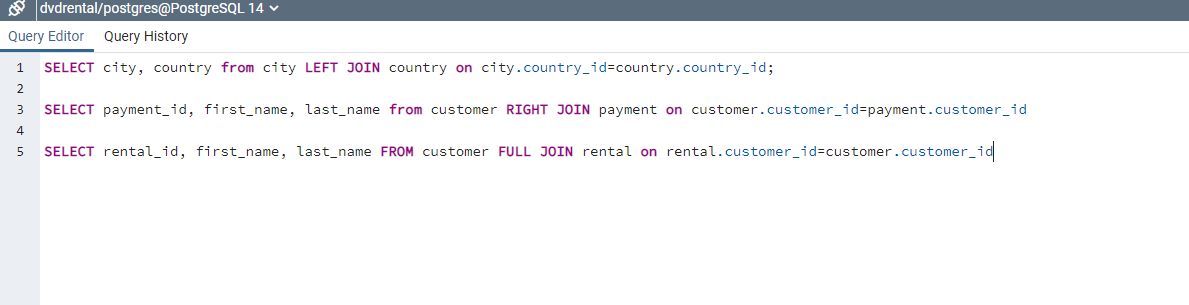 dvdrental/postgres@PostgreSQL 14
Query Editor Query History
1 SELECT city, country from city LEFT JOIN country on city.country_id=country.country_id;
2
3 SELECT payment_id, first_name, last_name from customer RIGHT JOIN payment on customer.customer_id=payment.customer_id
4
5 SELECT rental_id, first_name, last_name FROM customer FULL JOIN rental on rental.customer_id=customer.customer_id